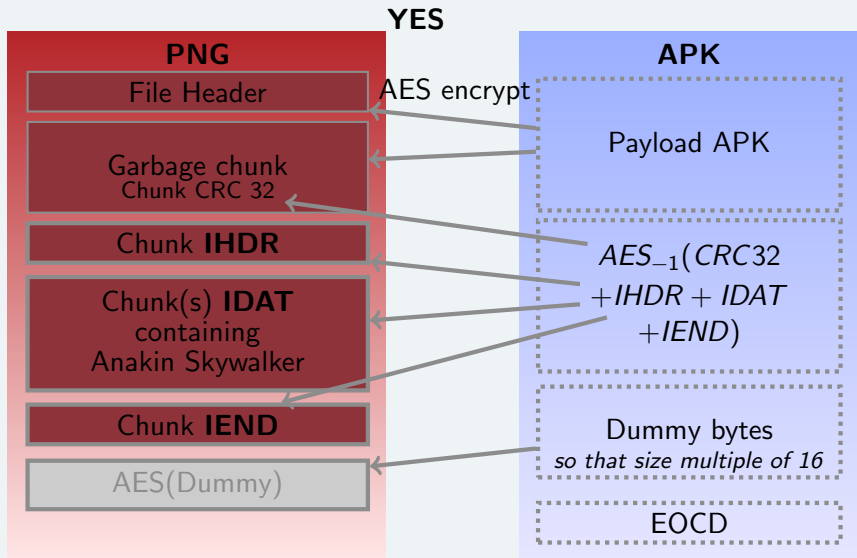 YES
PNG
File Header
Garbage chunk
Chunk CRC 32
Chunk IHDR
Chunk(s) IDAT
containing
Anakin Skywalker
Chunk IEND
AES(Dummy)
AES encrypt
APK
Payload APK
AES₋₁(CRC32
+IHDR + IDAT
+IEND)
Dummy bytes
so that size multiple of 16
EOCD